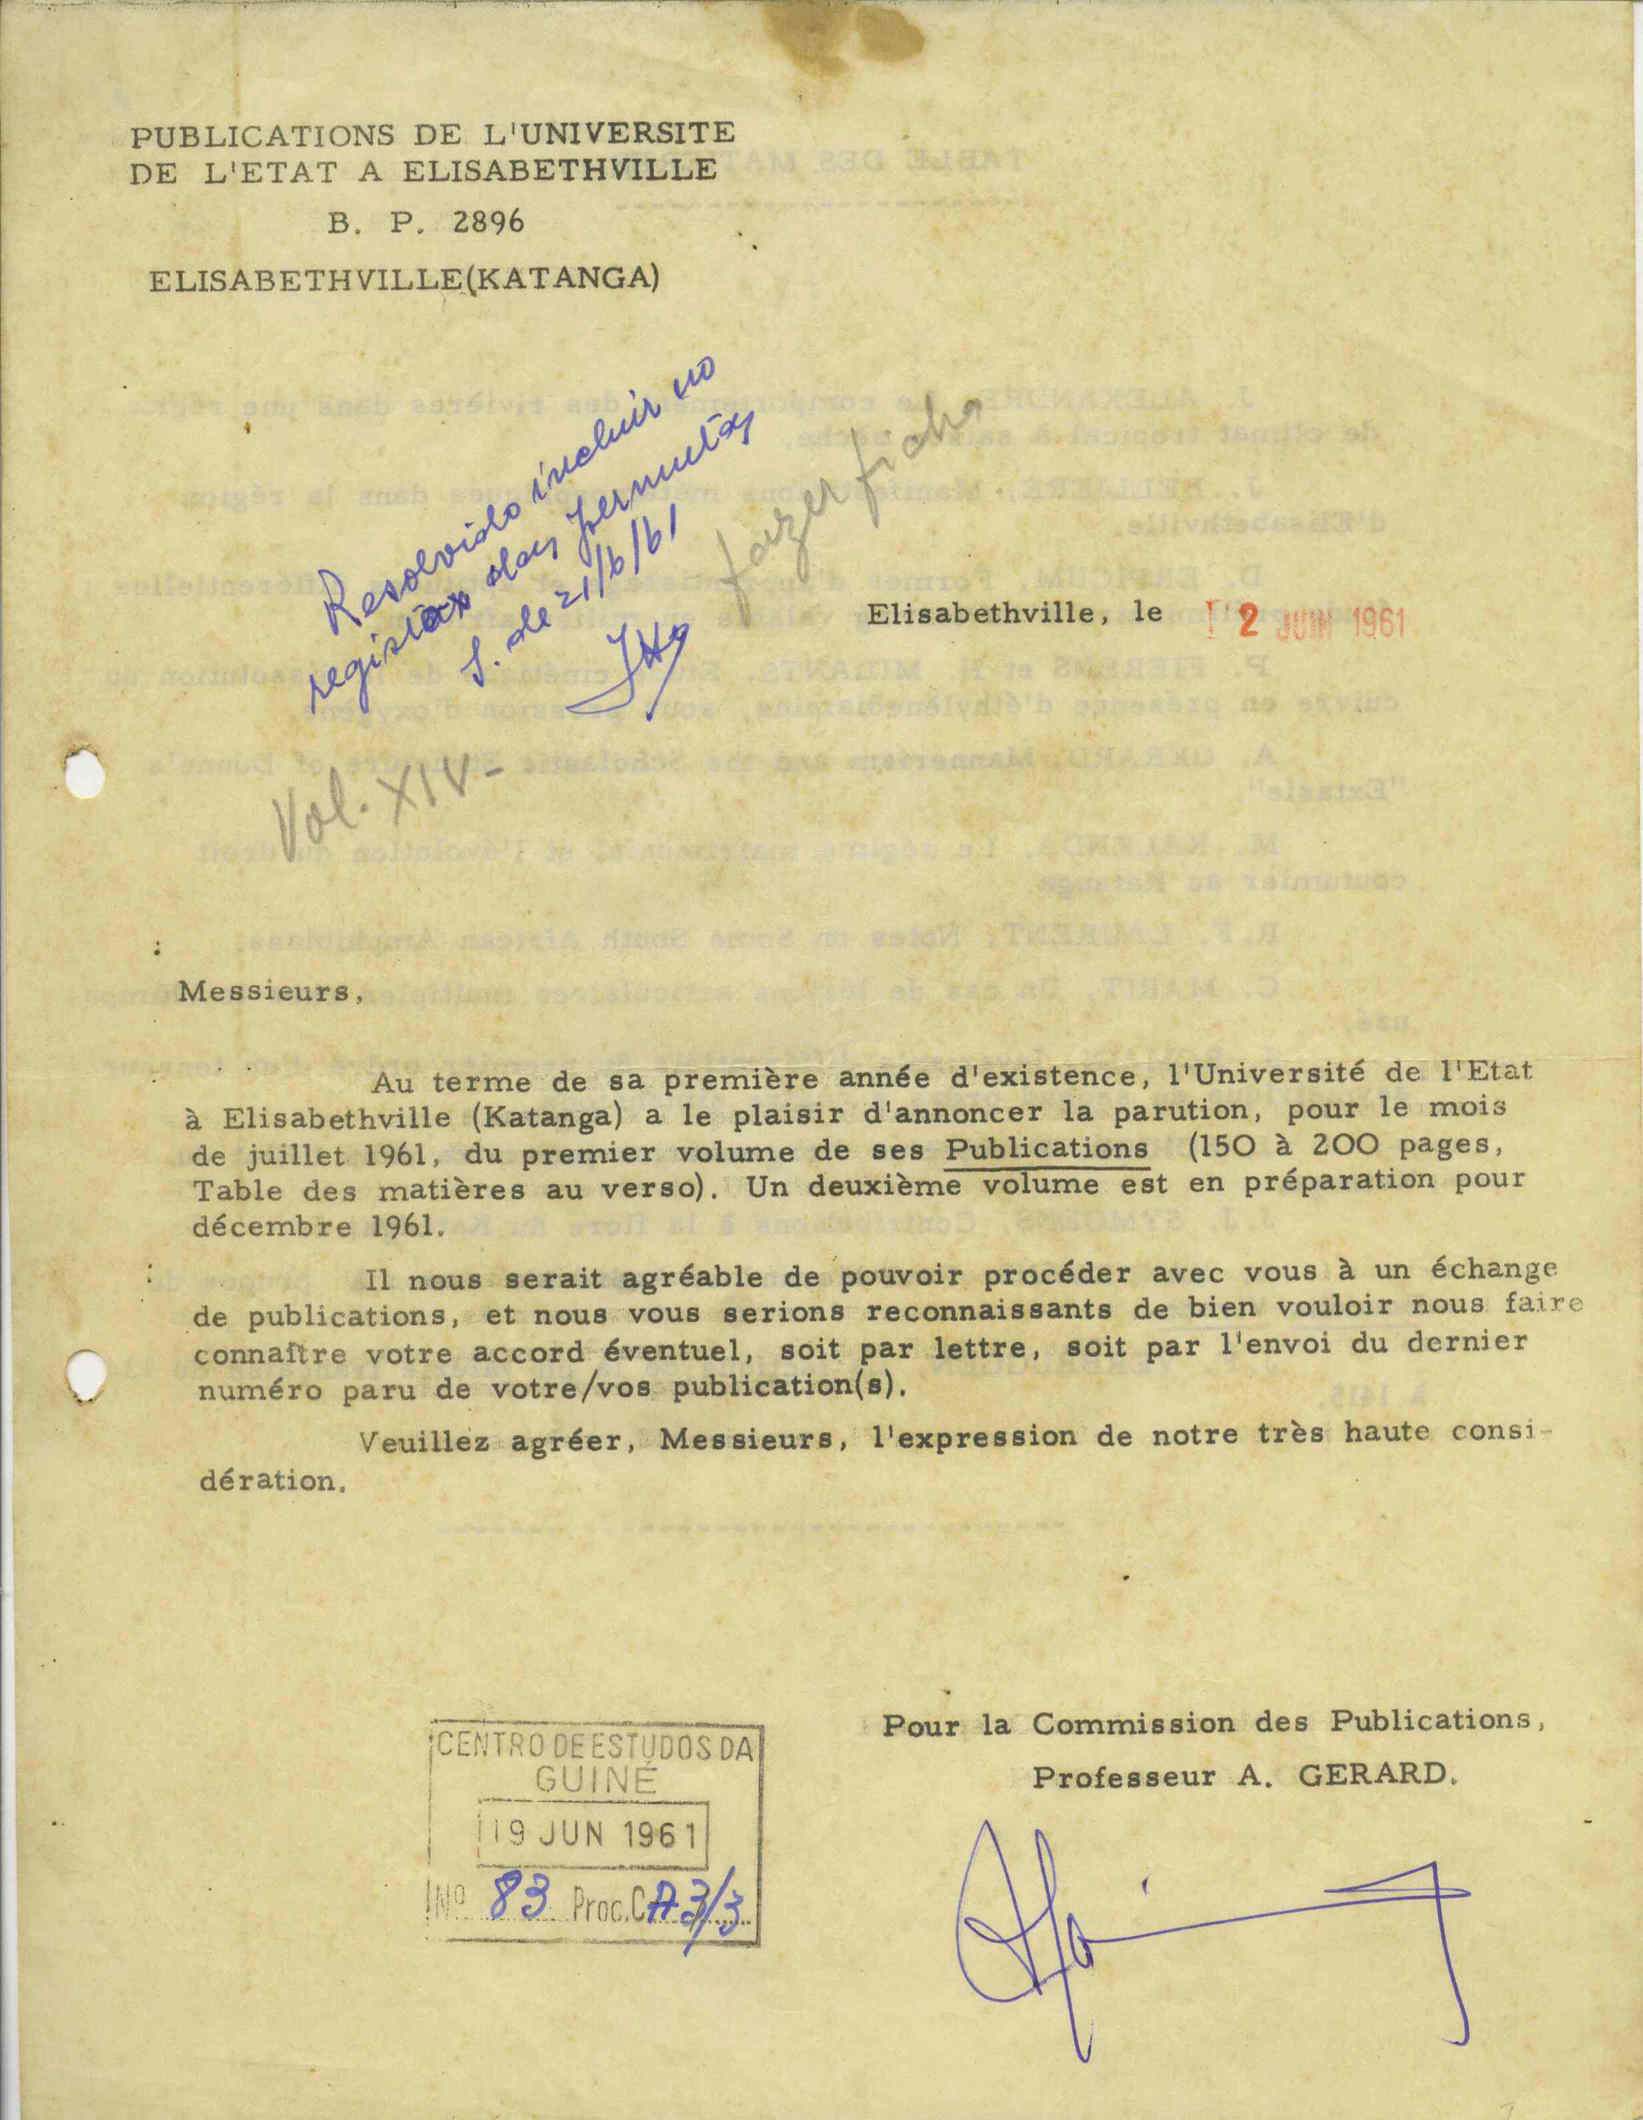 PUBLICATIONS DE L'UNIVERSITE
DE L'ETAT A ELISABETHVILLE
B. P. 2896
ELISABETHVILLE(KATANGA)
Resolvido incluir no
registo das permutas
S. de 21/6/61
fazer ficha
Elisabethville, le 2 JUIN 1961
Vol. XIV-
Messieurs,
Au terme de sa première année d'existence, l'Université de l'Etat
à Elisabethville (Katanga) a le plaisir d'annoncer la parution, pour le mois
de juillet 1961, du premier volume de ses Publications (150 à 200 pages,
Table des matières au verso). Un deuxième volume est en préparation pour
décembre 1961.
Il nous serait agréable de pouvoir procéder avec vous à un échange
de publications, et nous vous serions reconnaissants de bien vouloir nous faire
connaître votre accord éventuel, soit par lettre, soit par l'envoi du dernier
numéro paru de votre/vos publication(s).
Veuillez agréer, Messieurs, l'expression de notre très haute consi-
dération.
Pour la Commission des Publications,
Professeur A. GERARD.
CENTRO DE ESTUDOS DA
GUINÉ
19 JUN 1961
Nº 83 Proc. CA3/3